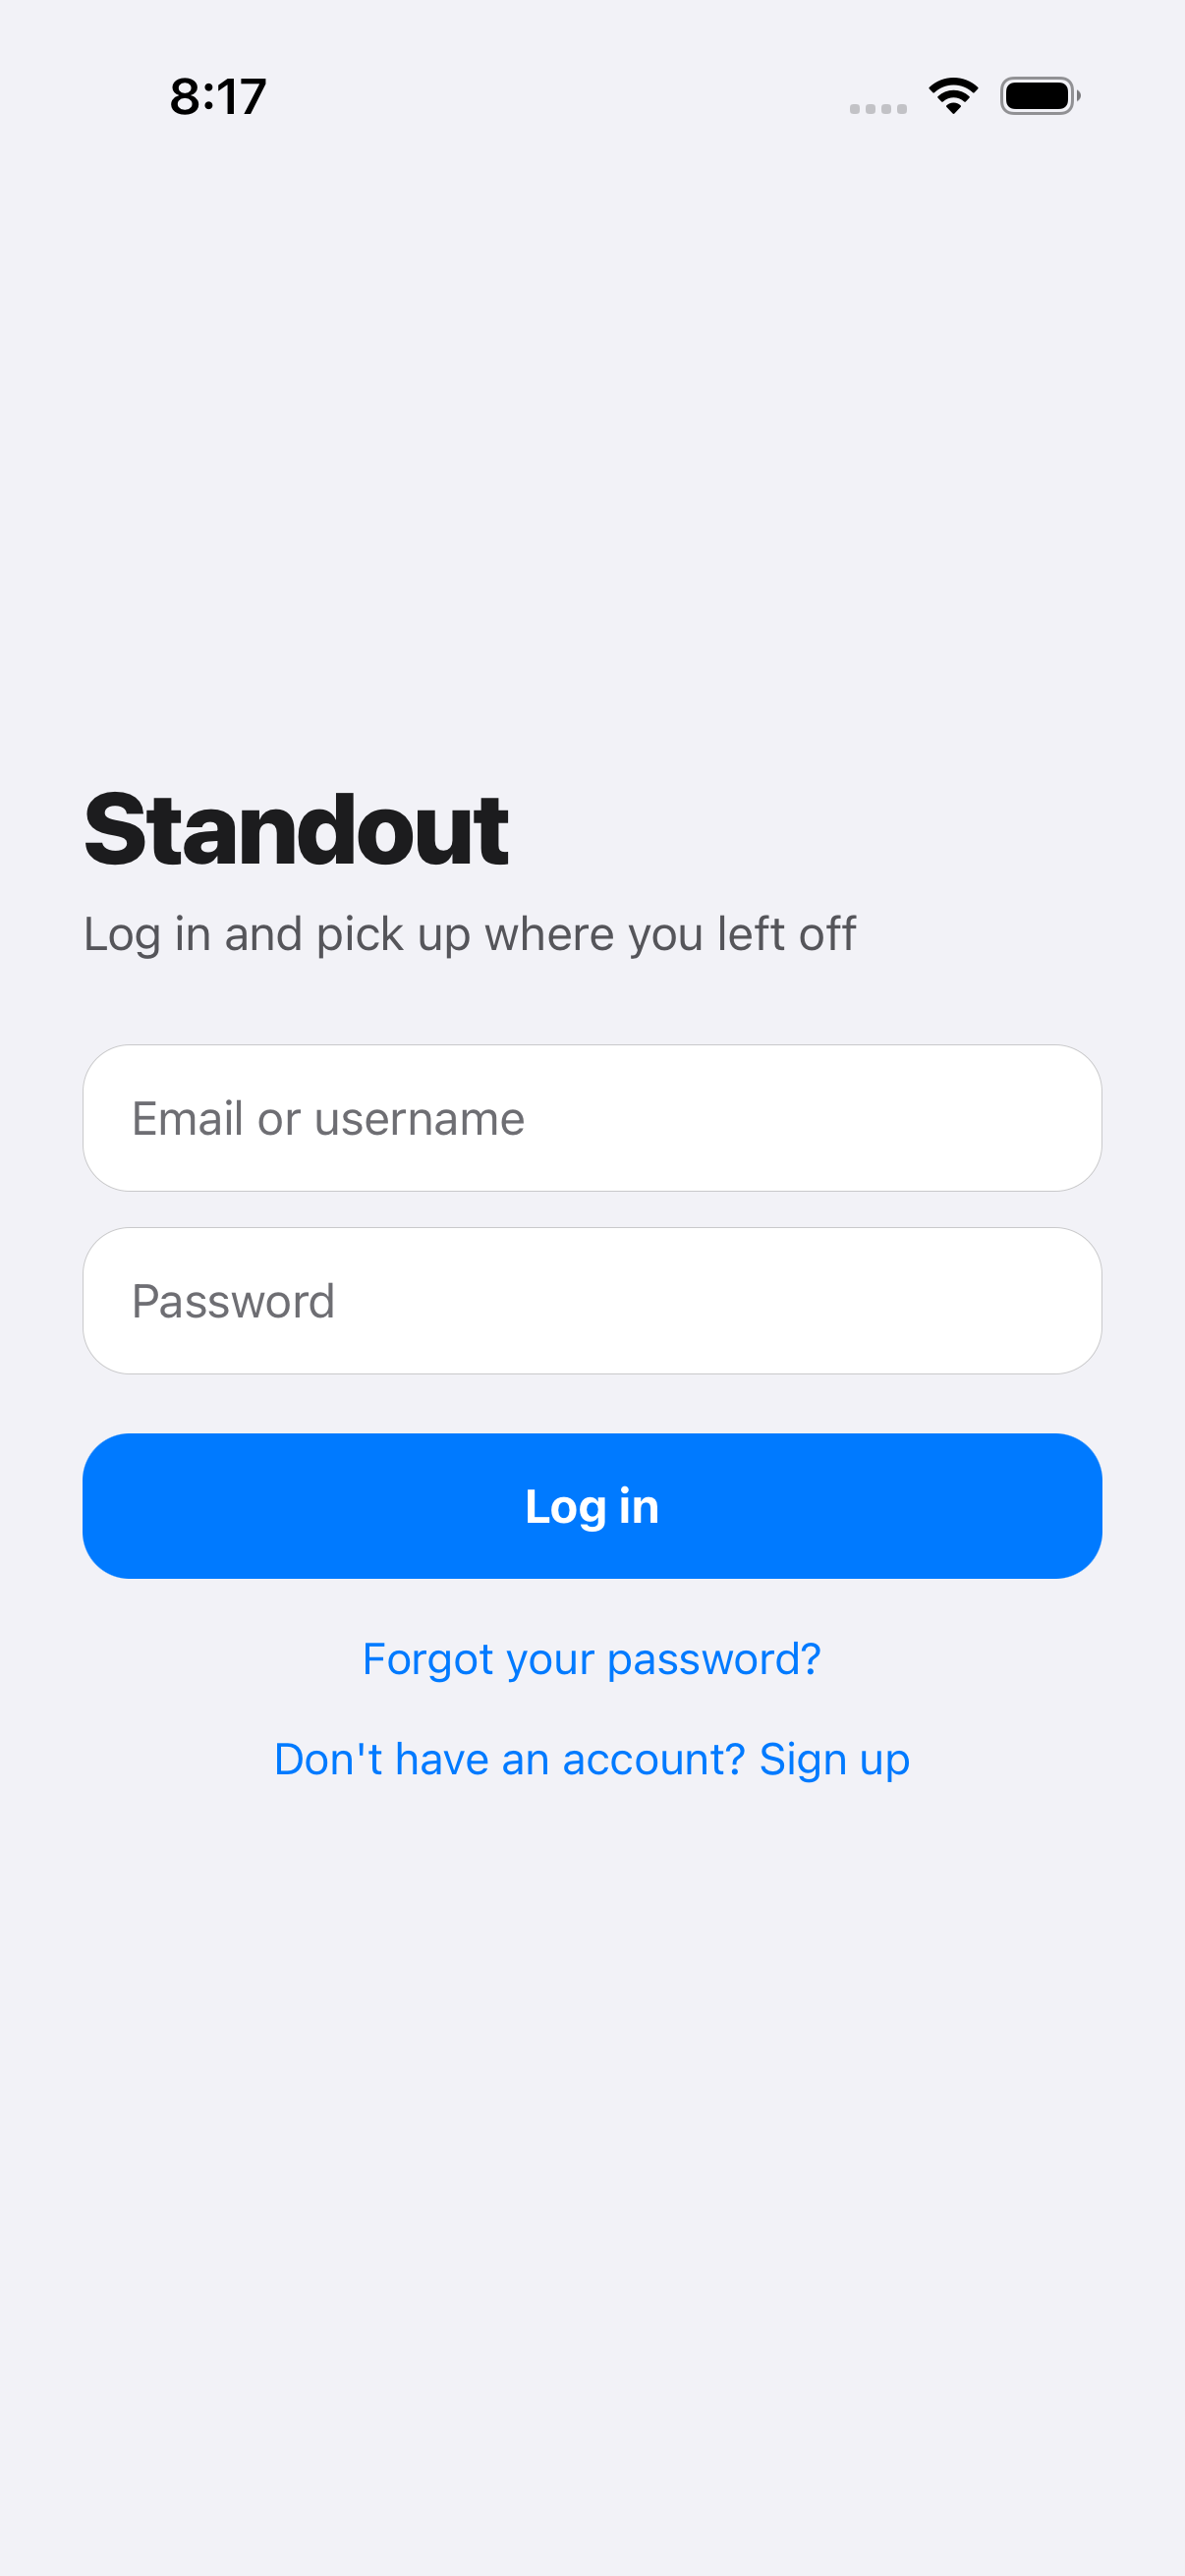 8:17
Standout
Log in and pick up where you left off
Email or username
Password
Log in
Forgot your password?
Don't have an account? Sign up